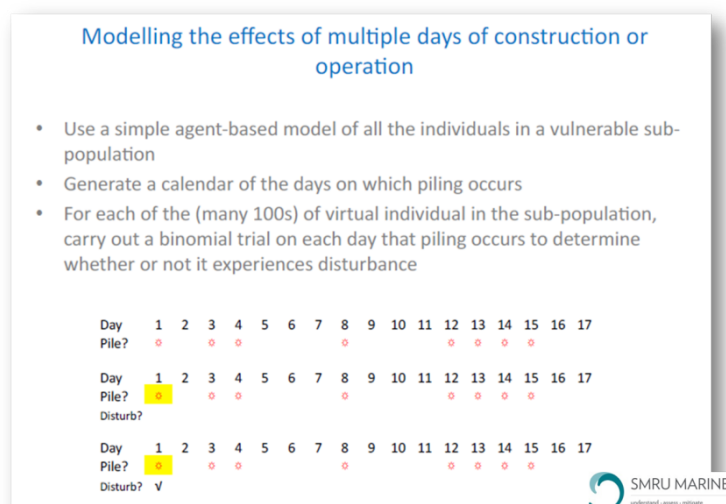 Modelling the effects of multiple days of construction or
operation
• Use a simple agent-based model of all the individuals in a vulnerable sub-
population
• Generate a calendar of the days on which piling occurs
• For each of the (many 100s) of virtual individual in the sub-population,
carry out a binomial trial on each day that piling occurs to determine
whether or not it experiences disturbance
Day 1 2 3 4 5 6 7 8 9 10 11 12 13 14 15 16 17
Pile? ¤ ¤ ¤ ¤ ¤ ¤ ¤ ¤
Day 1 2 3 4 5 6 7 8 9 10 11 12 13 14 15 16 17
Pile? ¤ ¤ ¤ ¤ ¤ ¤ ¤ ¤
Disturb?
Day 1 2 3 4 5 6 7 8 9 10 11 12 13 14 15 16 17
Pile? ¤ ¤ ¤ ¤ ¤ ¤ ¤ ¤
Disturb? √
SMRU MARINE